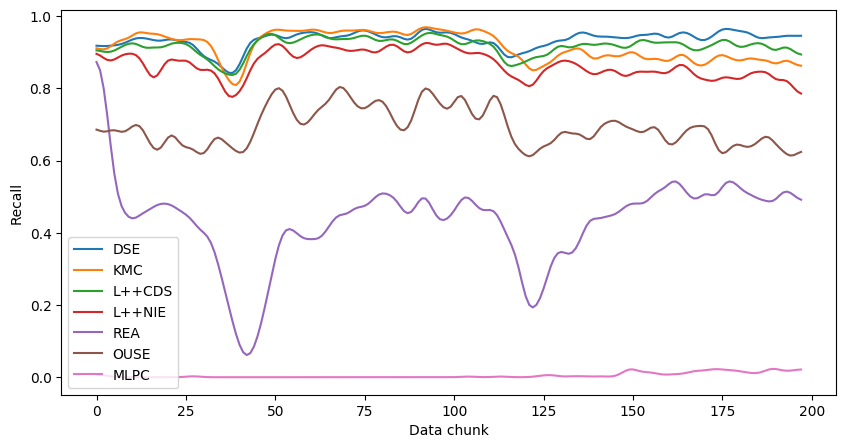 1.0
0.8
0.6
0.4
0.2
0.0
Recall
DSE
KMC
L++CDS
L++NIE
REA
OUSE
MLPC
0 25 50 75 100 125 150 175 200
Data chunk